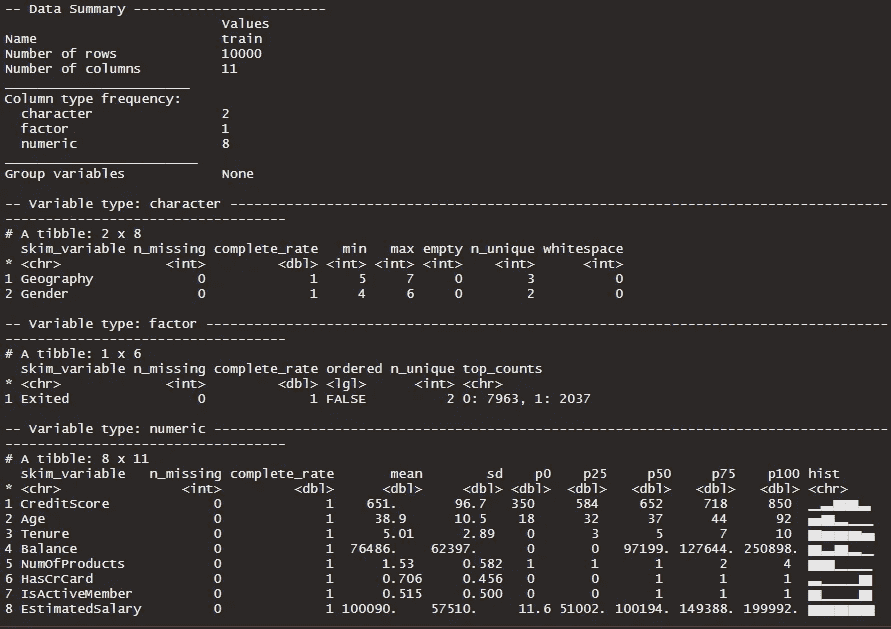 -- Data Summary ------------------------
                           Values
Name                       train
Number of rows             10000
Number of columns          11
_______________________
Column type frequency:
  character                2
  factor                   1
  numeric                  8
________________________
Group variables            None

-- Variable type: character ------------------------------------------------------------------------------------
-----------------------------------
# A tibble: 2 x 8
  skim_variable n_missing complete_rate   min   max empty n_unique whitespace
* <chr>             <int>         <dbl> <int> <int> <int>    <int>      <int>
1 Geography             0             1     5     7     0        3          0
2 Gender                0             1     4     6     0        2          0

-- Variable type: factor ---------------------------------------------------------------------------------------
-----------------------------------
# A tibble: 1 x 6
  skim_variable n_missing complete_rate ordered n_unique top_counts
* <chr>             <int>         <dbl> <lgl>      <int> <chr>
1 Exited                0             1 FALSE          2 0: 7963, 1: 2037

-- Variable type: numeric --------------------------------------------------------------------------------------
-----------------------------------
# A tibble: 8 x 11
  skim_variable   n_missing complete_rate       mean        sd    p0    p25     p50     p75    p100 hist
* <chr>               <int>         <dbl>      <dbl>     <dbl> <dbl>  <dbl>   <dbl>   <dbl>   <dbl> <chr>
1 CreditScore             0             1    651.       96.7   350     584     652     718     850
2 Age                     0             1     38.9      10.5    18      32      37      44      92
3 Tenure                  0             1      5.01      2.89    0       3       5       7      10
4 Balance                 0             1  76486.    62397.      0       0   97199. 127644. 250898.
5 NumOfProducts           0             1      1.53      0.582   1       1       1       2       4
6 HasCrCard               0             1      0.706     0.456   0       0       1       1       1
7 IsActiveMember          0             1      0.515     0.500   0       0       1       1       1
8 EstimatedSalary         0             1 100090.    57510.     11.6 51002. 100194. 149388. 199992.